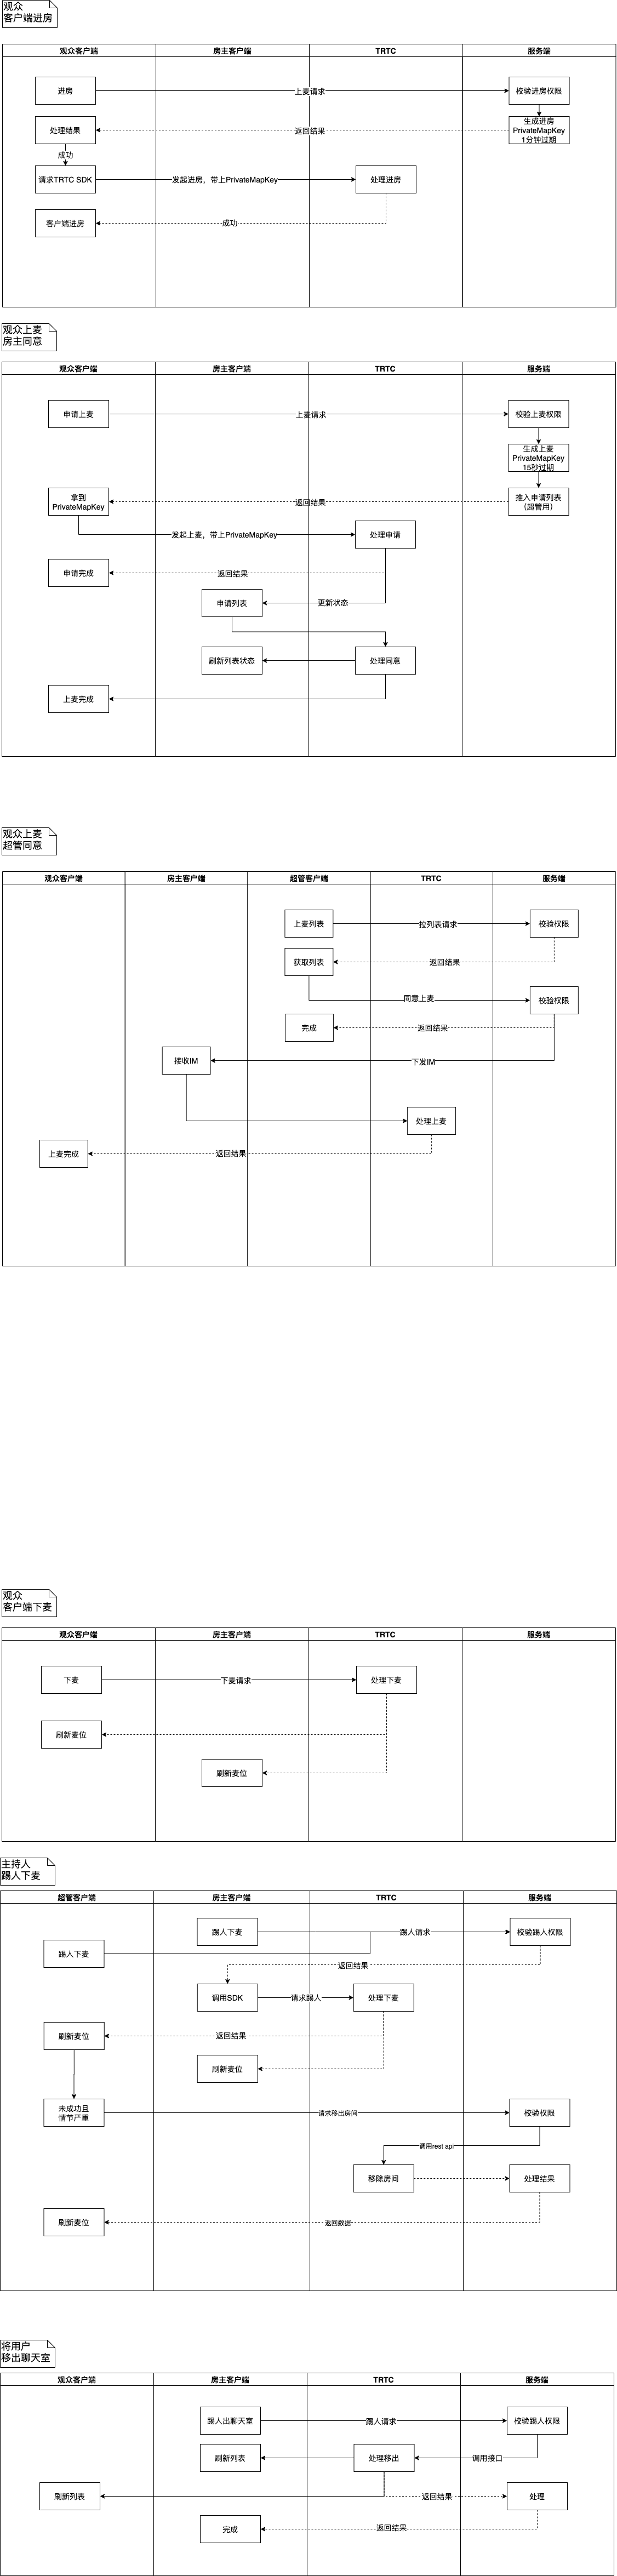 观众
客户端进房
观众客户端
房主客户端
TRTC
服务端
进房
上麦请求
校验进房权限
处理结果
返回结果
生成进房
PrivateMapKey
1分钟过期
成功
请求TRTC SDK
发起进房，带上PrivateMapKey
处理进房
客户端进房
成功
观众上麦
房主同意
观众客户端
房主客户端
TRTC
服务端
申请上麦
上麦请求
校验上麦权限
生成上麦
PrivateMapKey
15秒过期
拿到
PrivateMapKey
返回结果
推入申请列表
（超管用）
发起上麦，带上PrivateMapKey
处理申请
申请完成
返回结果
申请列表
更新状态
刷新列表状态
处理同意
上麦完成
观众上麦
超管同意
观众客户端
房主客户端
超管客户端
TRTC
服务端
上麦列表
拉列表请求
校验权限
获取列表
返回结果
同意上麦
校验权限
完成
返回结果
接收IM
下发IM
处理上麦
上麦完成
返回结果
观众
客户端下麦
观众客户端
房主客户端
TRTC
服务端
下麦
下麦请求
处理下麦
刷新麦位
刷新麦位
主持人
踢人下麦
超管客户端
房主客户端
TRTC
服务端
踢人下麦
踢人请求
校验踢人权限
踢人下麦
返回结果
调用SDK
请求踢人
处理下麦
刷新麦位
返回结果
刷新麦位
未成功且
情节严重
请求移出房间
校验权限
调用rest api
移除房间
处理结果
刷新麦位
返回数据
将用户
移出聊天室
观众客户端
房主客户端
TRTC
服务端
踢人出聊天室
踢人请求
校验踢人权限
刷新列表
处理移出
调用接口
刷新列表
返回结果
处理
完成
返回结果